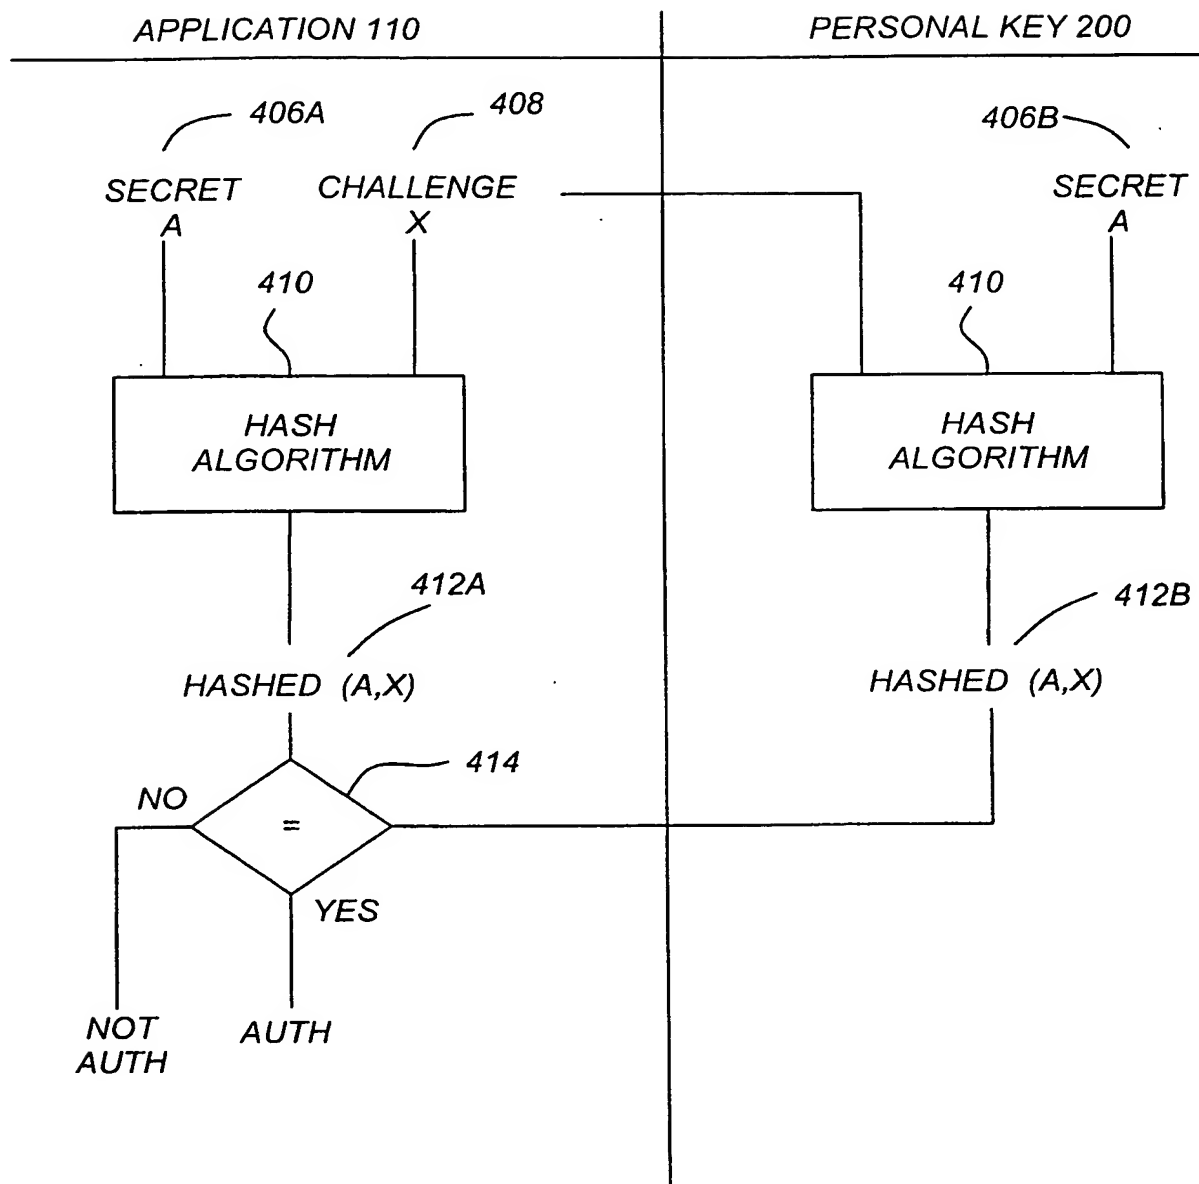 APPLICATION 110
PERSONAL KEY 200
406A
408
406B
SECRET
A
CHALLENGE
X
SECRET
A
410
410
HASH
ALGORITHM
HASH
ALGORITHM
412A
412B
HASHED (A,X)
HASHED (A,X)
414
NO
=
YES
NOT
AUTH
AUTH